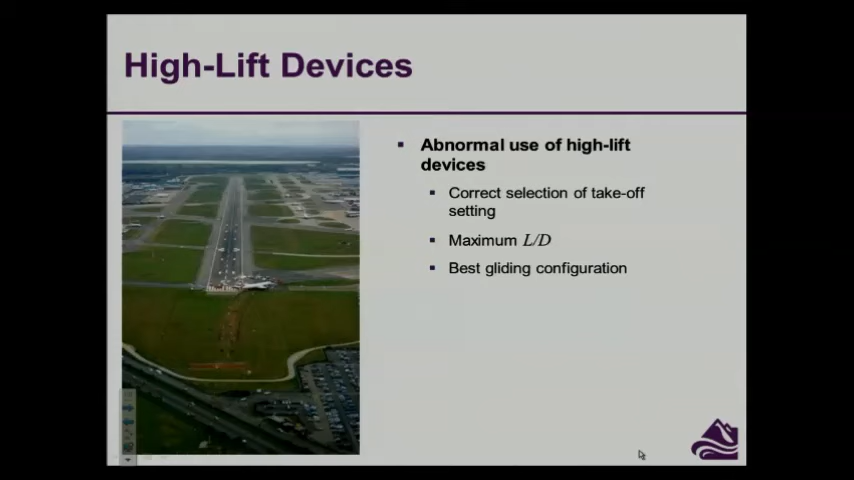 High-Lift Devices
Abnormal use of high-lift
devices
Correct selection of take-off
setting
Maximum L/D
Best gliding configuration